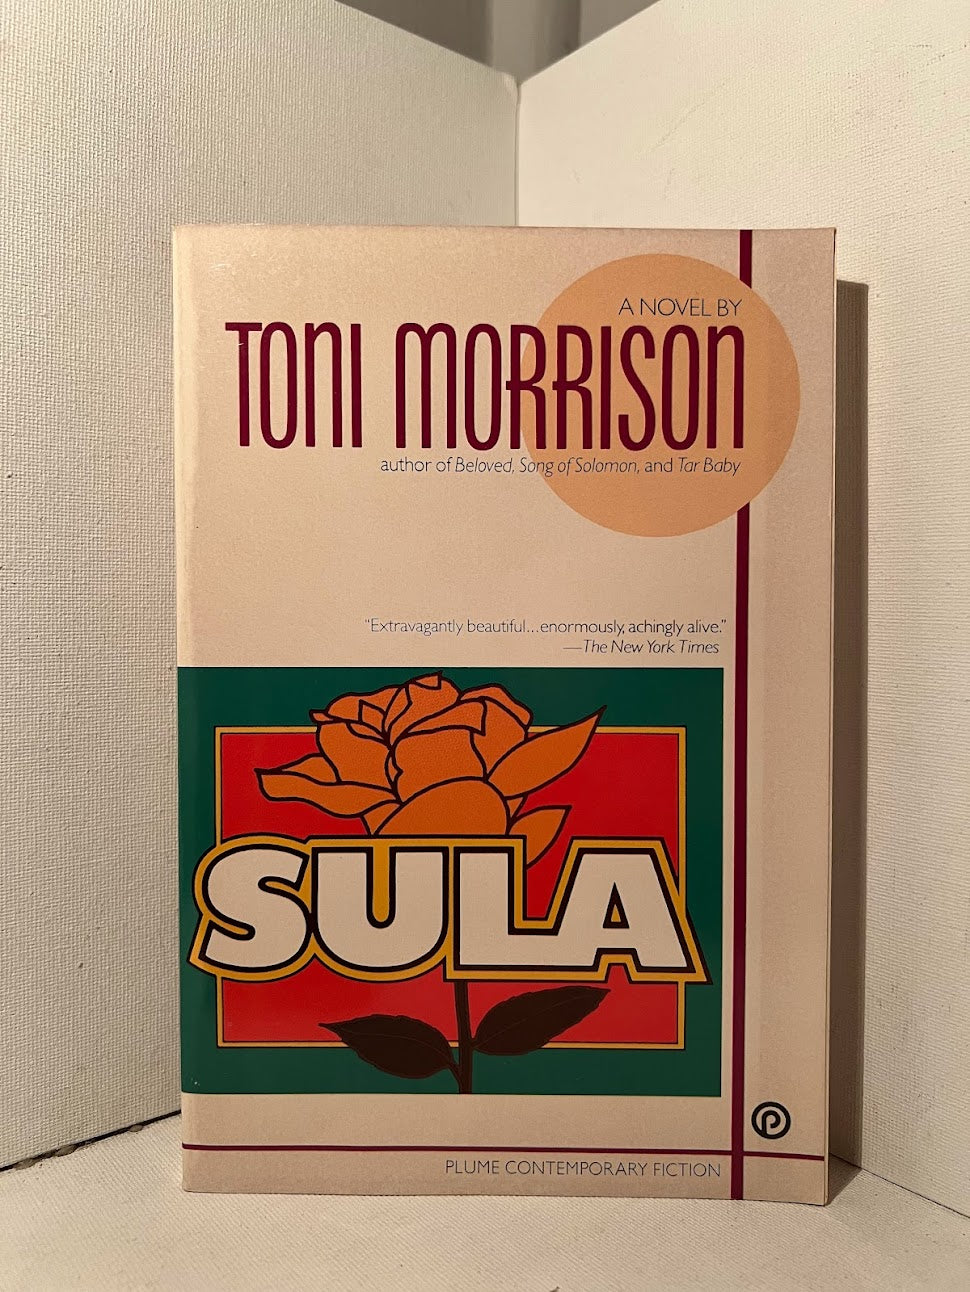 A NOVEL BY
TONI MORRISON
author of Beloved, Song of Solomon, and Tar Baby
"Extravagantly beautiful...enormously, achingly alive."
—The New York Times
SULA
P
PLUME CONTEMPORARY FICTION